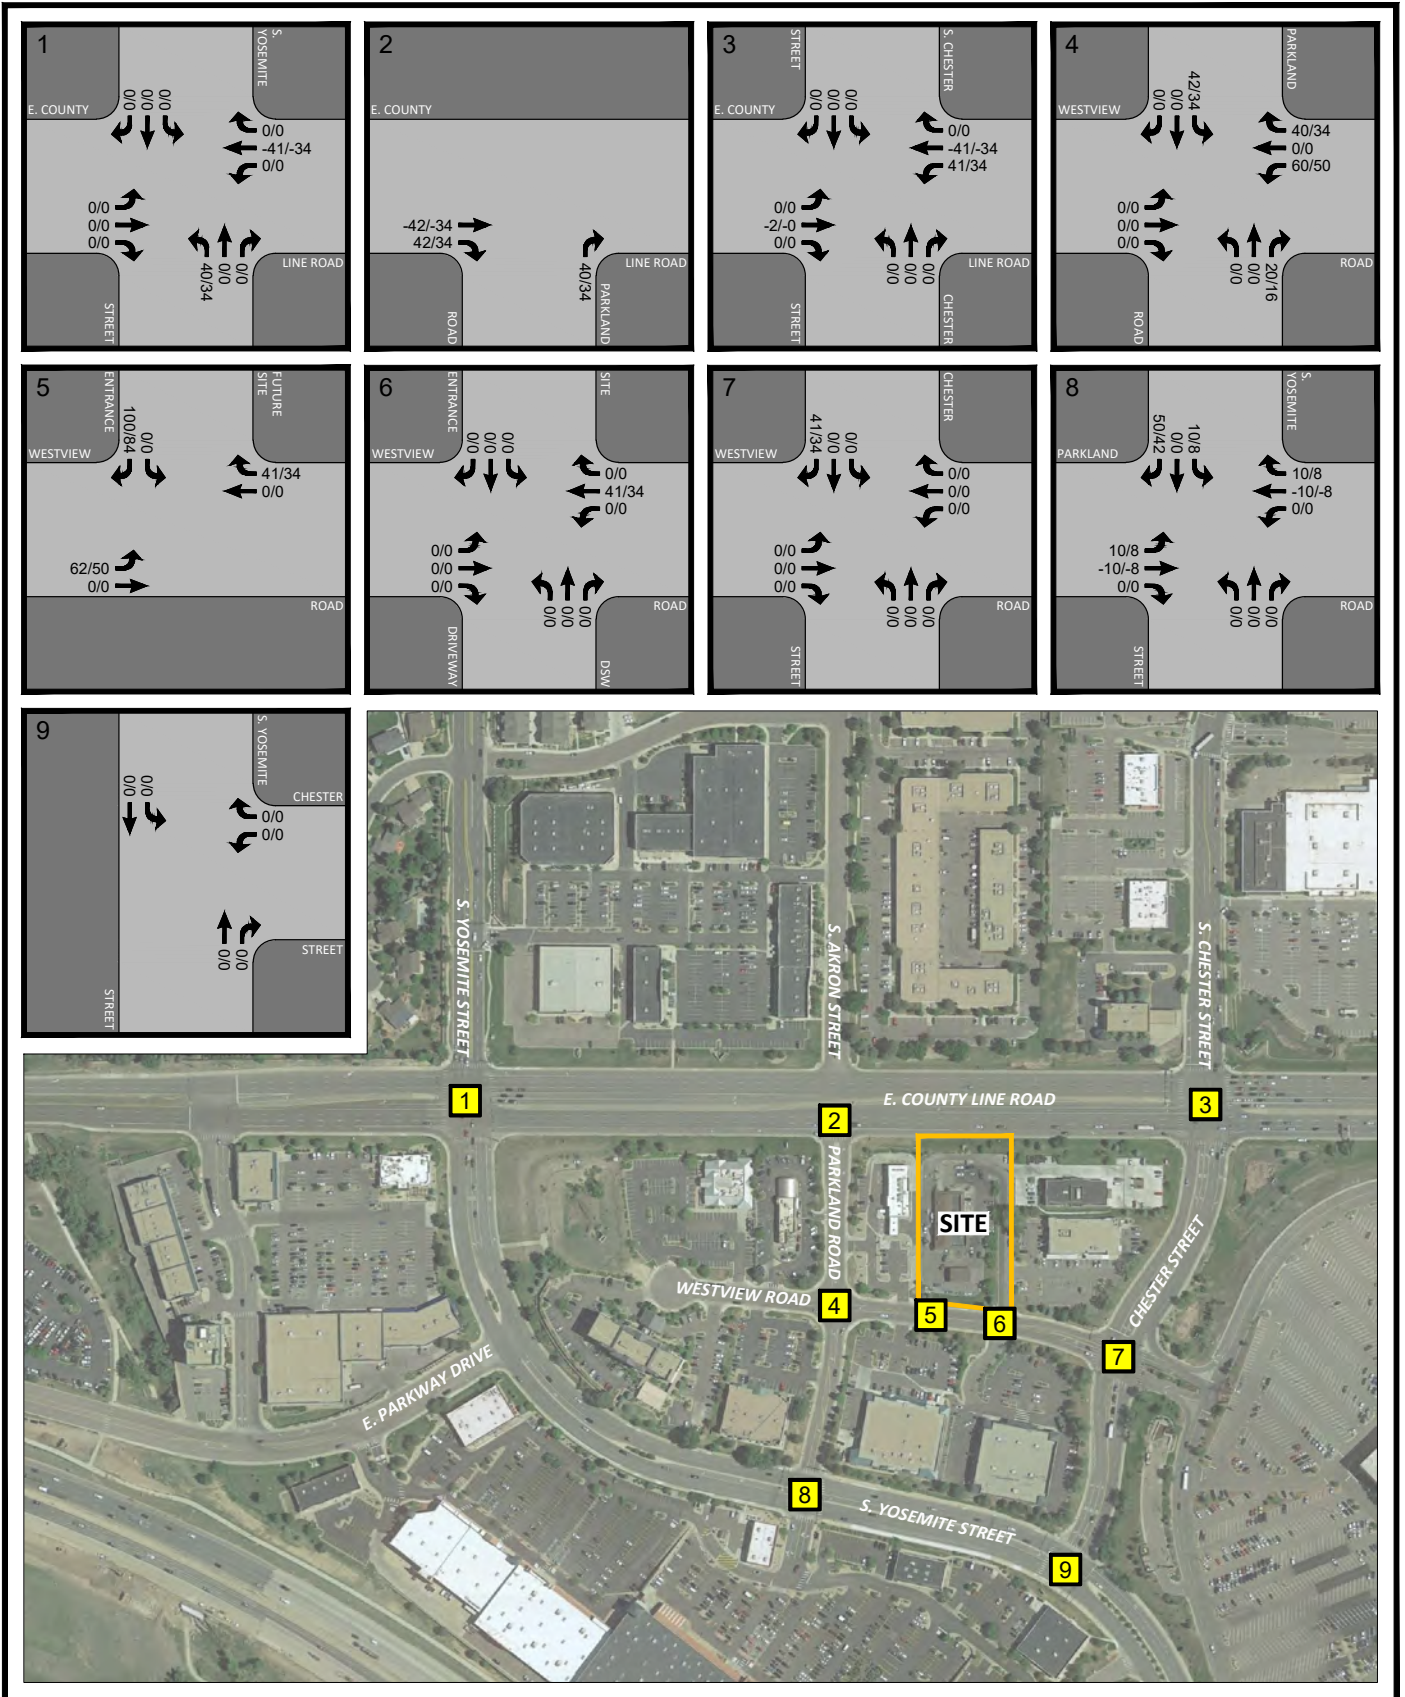 1
S. YOSEMITE
E. COUNTY
0/0
0/0
0/0
0/0
-41/-34
0/0
0/0
0/0
0/0
40/34
0/0
0/0
LINE ROAD
STREET
2
E. COUNTY
-42/-34
42/34
40/34
LINE ROAD
ROAD
PARKLAND
3
STREET
S. CHESTER
E. COUNTY
0/0
0/0
0/0
0/0
-41/-34
41/34
0/0
-2/-0
0/0
0/0
0/0
0/0
LINE ROAD
STREET
CHESTER
4
PARKLAND
WESTVIEW
0/0
0/0
42/34
40/34
0/0
60/50
0/0
0/0
0/0
0/0
0/0
20/16
ROAD
ROAD
5
ENTRANCE
FUTURE
SITE
WESTVIEW
100/84
0/0
41/34
0/0
62/50
0/0
ROAD
6
ENTRANCE
SITE
WESTVIEW
0/0
0/0
0/0
0/0
41/34
0/0
0/0
0/0
0/0
0/0
0/0
0/0
ROAD
DRIVEWAY
DSW
7
CHESTER
WESTVIEW
41/34
0/0
0/0
0/0
0/0
0/0
0/0
0/0
0/0
0/0
0/0
0/0
ROAD
STREET
8
S. YOSEMITE
PARKLAND
50/42
0/0
10/8
10/8
-10/-8
0/0
10/8
-10/-8
0/0
0/0
0/0
0/0
ROAD
STREET
9
S. YOSEMITE
CHESTER
0/0
0/0
0/0
0/0
0/0
0/0
STREET
STREET
S. YOSEMITE STREET
S. AKRON STREET
S. CHESTER STREET
1
E. COUNTY LINE ROAD
2
3
PARKLAND ROAD
SITE
CHESTER STREET
WESTVIEW ROAD
4
5
6
7
E. PARKWAY DRIVE
8
S. YOSEMITE STREET
9